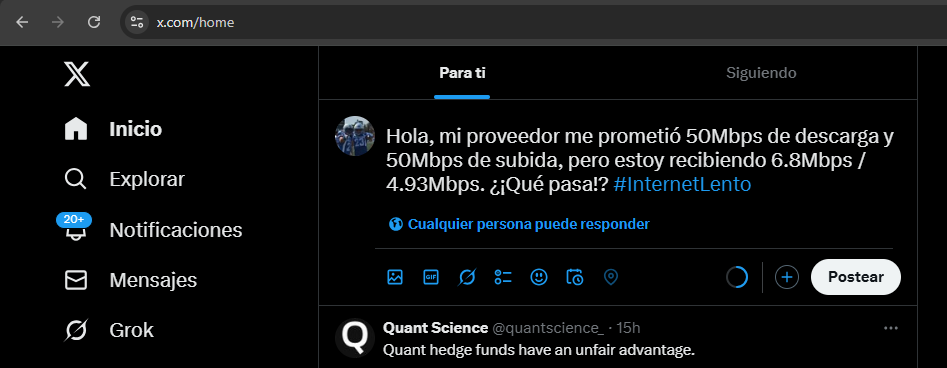 x.com/home
X
Para ti
Siguiendo
Inicio
Hola, mi proveedor me prometió 50Mbps de descarga y
50Mbps de subida, pero estoy recibiendo 6.8Mbps /
4.93Mbps. ¿¡Qué pasa!? #InternetLento
Explorar
20+
Notificaciones
Cualquier persona puede responder
Mensajes
GIF
Postear
Grok
Q
Quant Science @quantscience_ · 15h
Quant hedge funds have an unfair advantage.